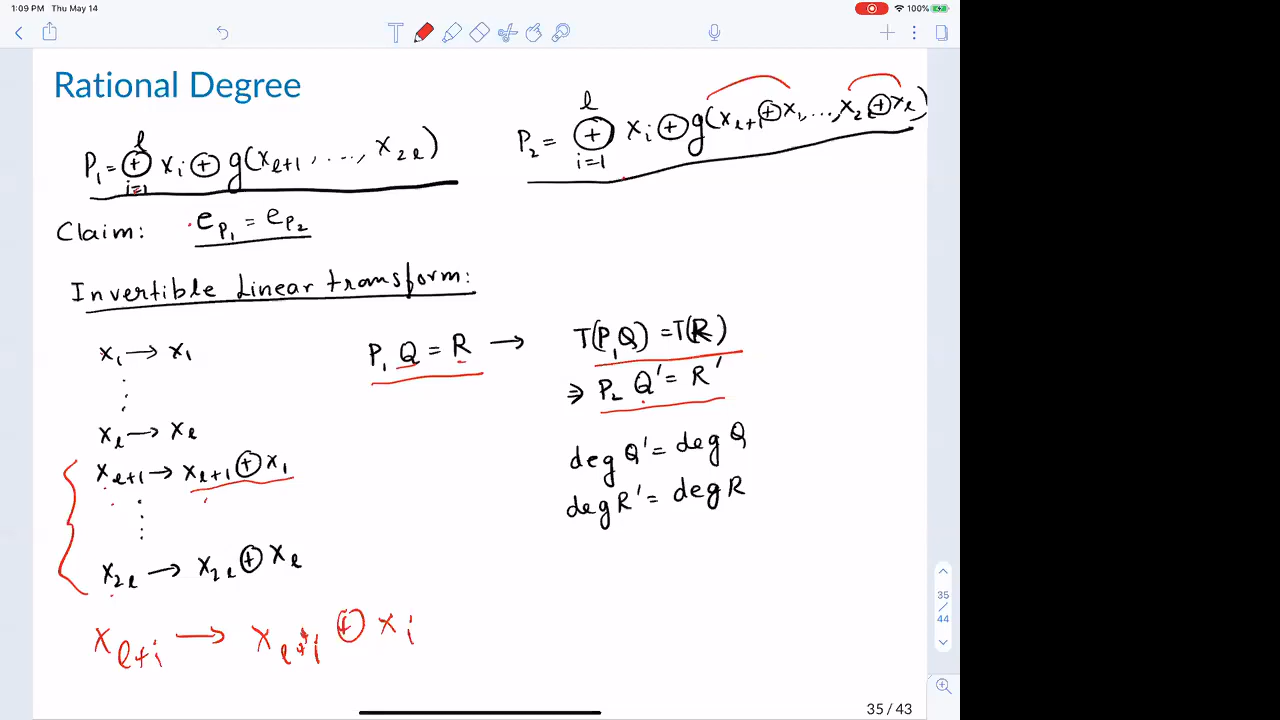 1:09 PM Thu May 14
100%
Rational Degree
P₁ = ⊕_{i=1}^{l} xᵢ ⊕ g(x_{l+1}, ..., x_{2l})
P₂ = ⊕_{i=1}^{l} xᵢ ⊕ g(x_{l+1} ⊕ x₁, ..., x_{2l} ⊕ x_l)
Claim: e_{P₁} = e_{P₂}
Invertible Linear transform:
x₁ → x₁
⋮
x_l → x_l
x_{l+1} → x_{l+1} ⊕ x₁
⋮
x_{2l} → x_{2l} ⊕ x_l
x_{l+i} → x_{l+i} ⊕ xᵢ
P₁ Q = R →
T(P₁Q) = T(R)
⇒ P₂ Q' = R'
deg Q' = deg Q
deg R' = deg R
35
/
44
35 / 43